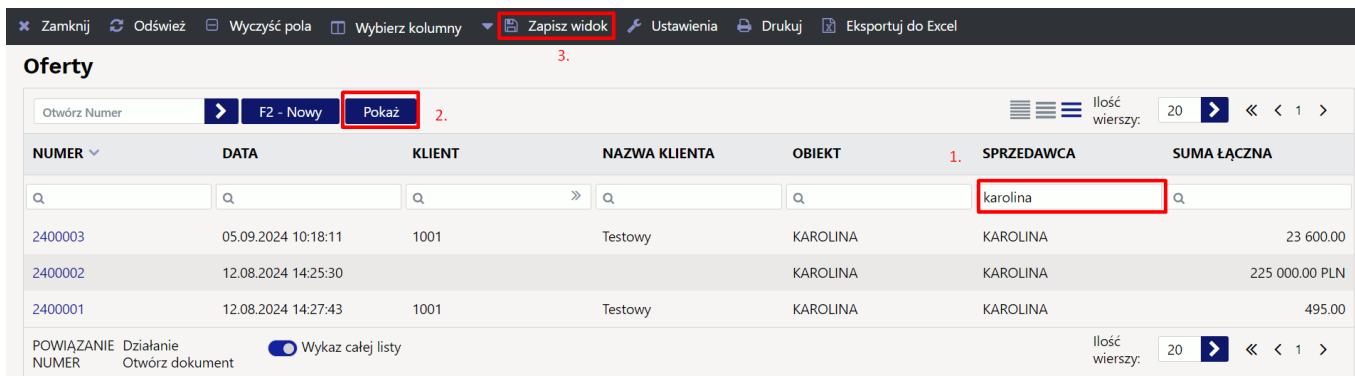 Zamknij Odśwież Wyczyść pola Wybierz kolumny Zapisz widok Ustawienia Drukuj Eksportuj do Excel
3.
Oferty
Otwórz Numer F2 - Nowy Pokaż 2. Ilość wierszy: 20 1
NUMER DATA KLIENT NAZWA KLIENTA OBIEKT 1. SPRZEDAWCA SUMA ŁĄCZNA
karolina
2400003 05.09.2024 10:18:11 1001 Testowy KAROLINA KAROLINA 23 600.00
2400002 12.08.2024 14:25:30 KAROLINA KAROLINA 225 000.00 PLN
2400001 12.08.2024 14:27:43 1001 Testowy KAROLINA KAROLINA 495.00
POWIĄZANIE Działanie Wykaz całej listy Ilość wierszy: 20 1
NUMER Otwórz dokument